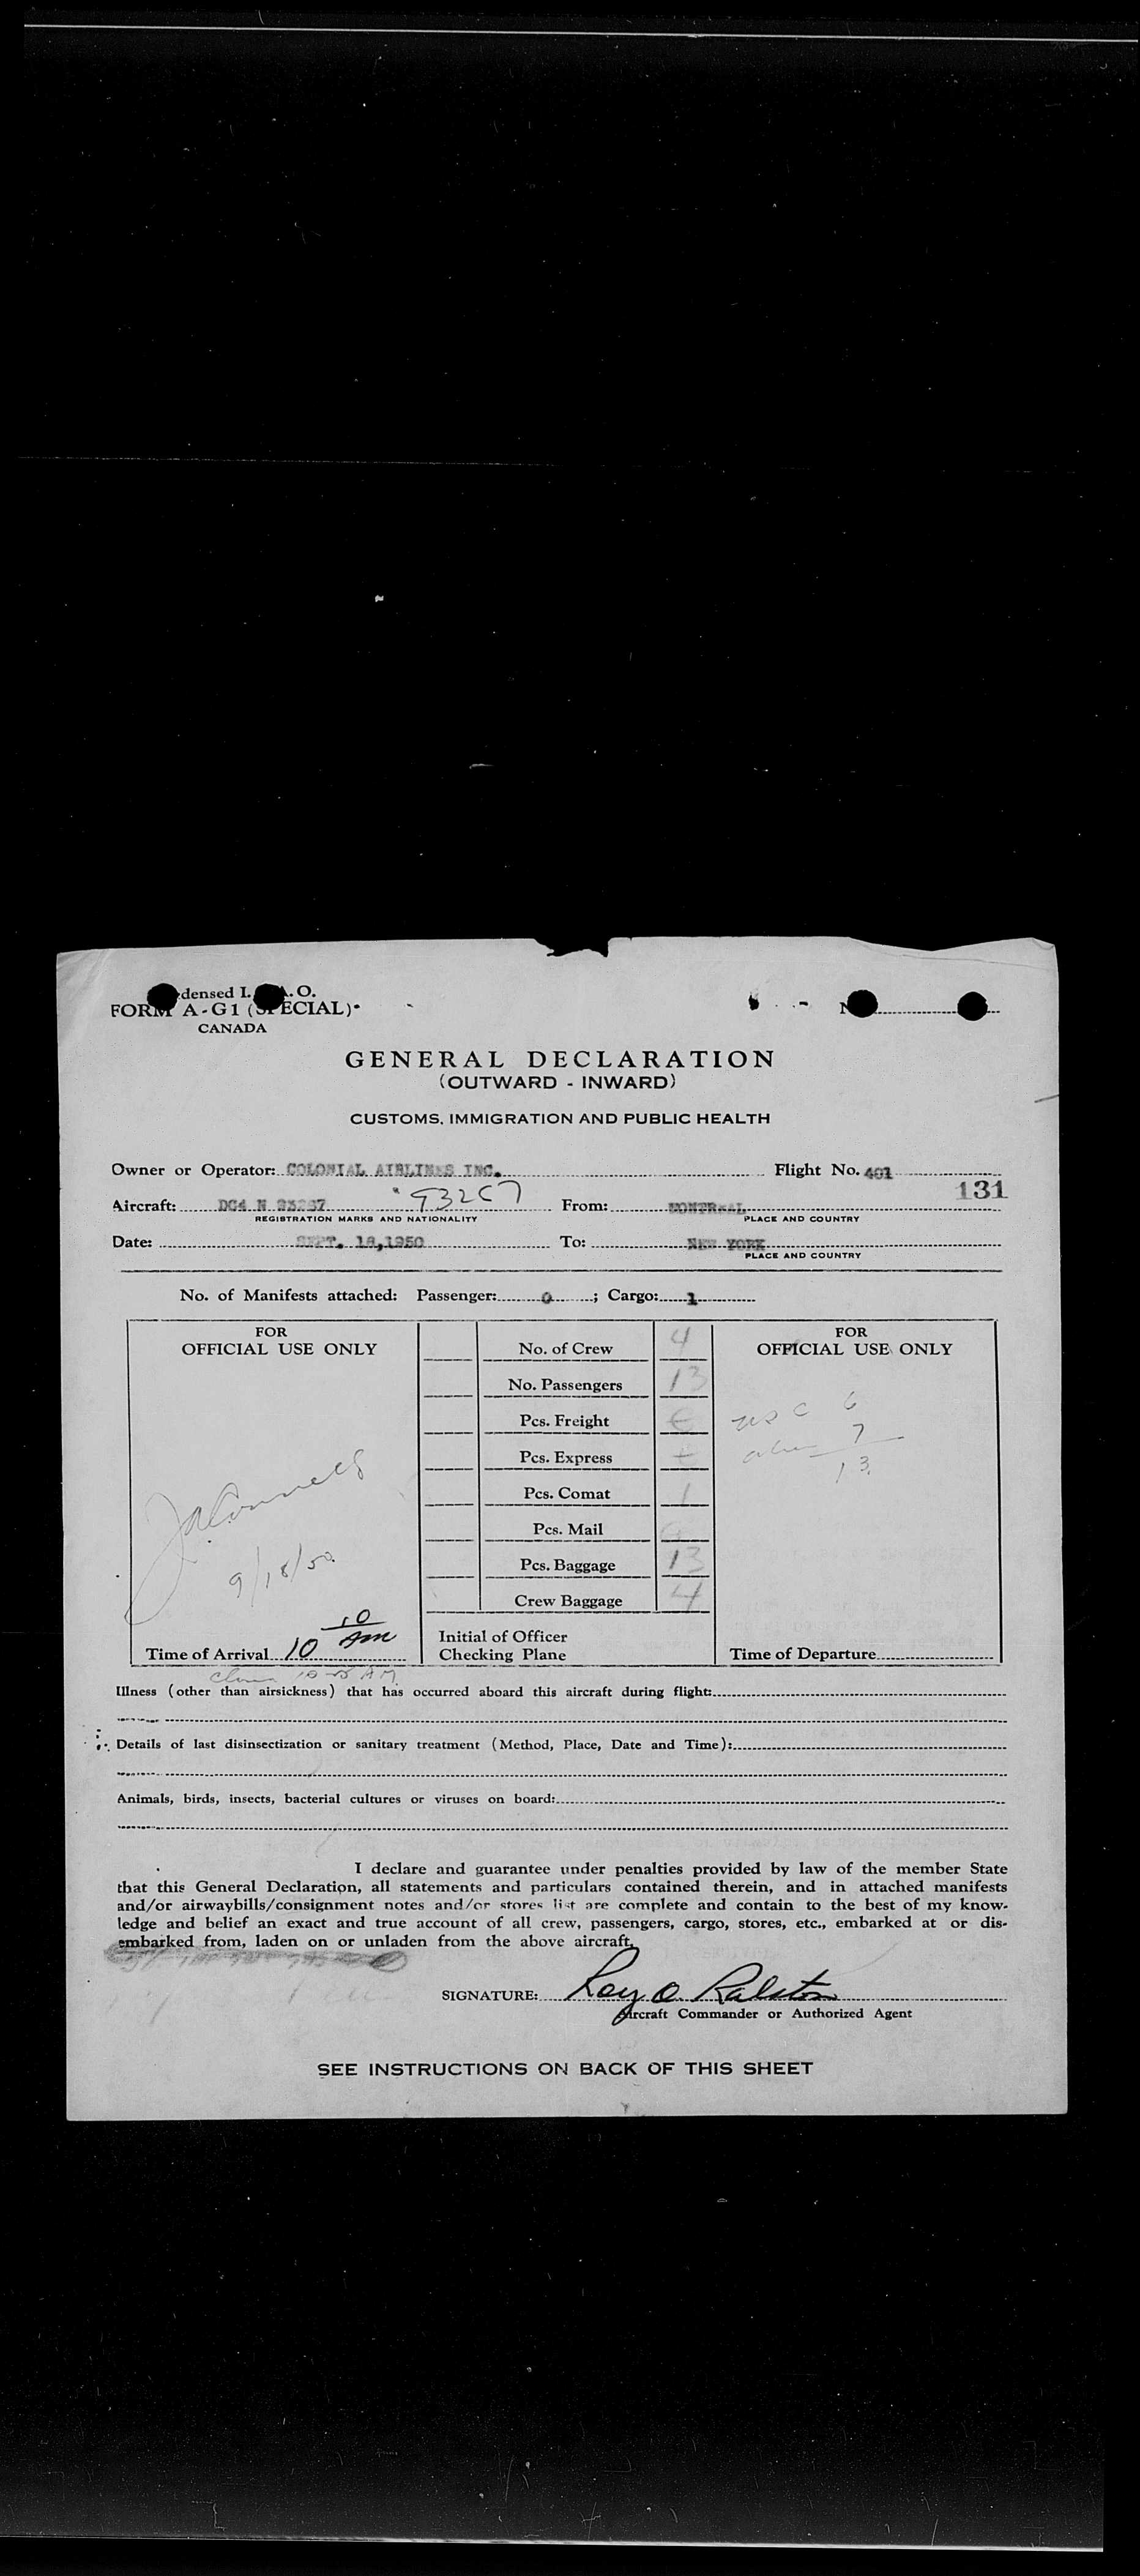 densed I. A.O.
FORM A-G1 (SPECIAL)
CANADA
GENERAL DECLARATION
(OUTWARD - INWARD)
CUSTOMS, IMMIGRATION AND PUBLIC HEALTH
Owner or Operator: COLONIAL AIRLINES INC. Flight No. 401
131
Aircraft: DC4 N 93267 From: MONTREAL
REGISTRATION MARKS AND NATIONALITY PLACE AND COUNTRY
Date: SEPT. 18,1950 To: NEW YORK
PLACE AND COUNTRY
No. of Manifests attached: Passenger: 0 ; Cargo: 1
FOR OFFICIAL USE ONLY
No. of Crew 4
No. Passengers 13
Pcs. Freight
Pcs. Express
Pcs. Comat 1
Pcs. Mail
Pcs. Baggage 13
Crew Baggage 4
9/18/50
Time of Arrival 10 10 AM
Initial of Officer
Checking Plane
FOR OFFICIAL USE ONLY
USC 6
alien 7
13
Time of Departure
Illness (other than airsickness) that has occurred aboard this aircraft during flight:
Details of last disinsectization or sanitary treatment (Method, Place, Date and Time):
Animals, birds, insects, bacterial cultures or viruses on board:
I declare and guarantee under penalties provided by law of the member State
that this General Declaration, all statements and particulars contained therein, and in attached manifests
and/or airwaybills/consignment notes and/or stores list are complete and contain to the best of my know-
ledge and belief an exact and true account of all crew, passengers, cargo, stores, etc., embarked at or dis-
embarked from, laden on or unladen from the above aircraft.
SIGNATURE: Roy O. Ralston
Aircraft Commander or Authorized Agent
SEE INSTRUCTIONS ON BACK OF THIS SHEET